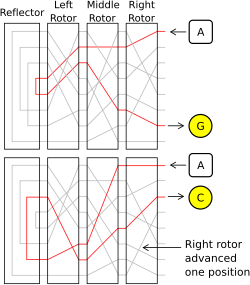 Left Middle Right
Reflector Rotor Rotor Rotor
A
G
A
C
Right rotor
advanced
one position